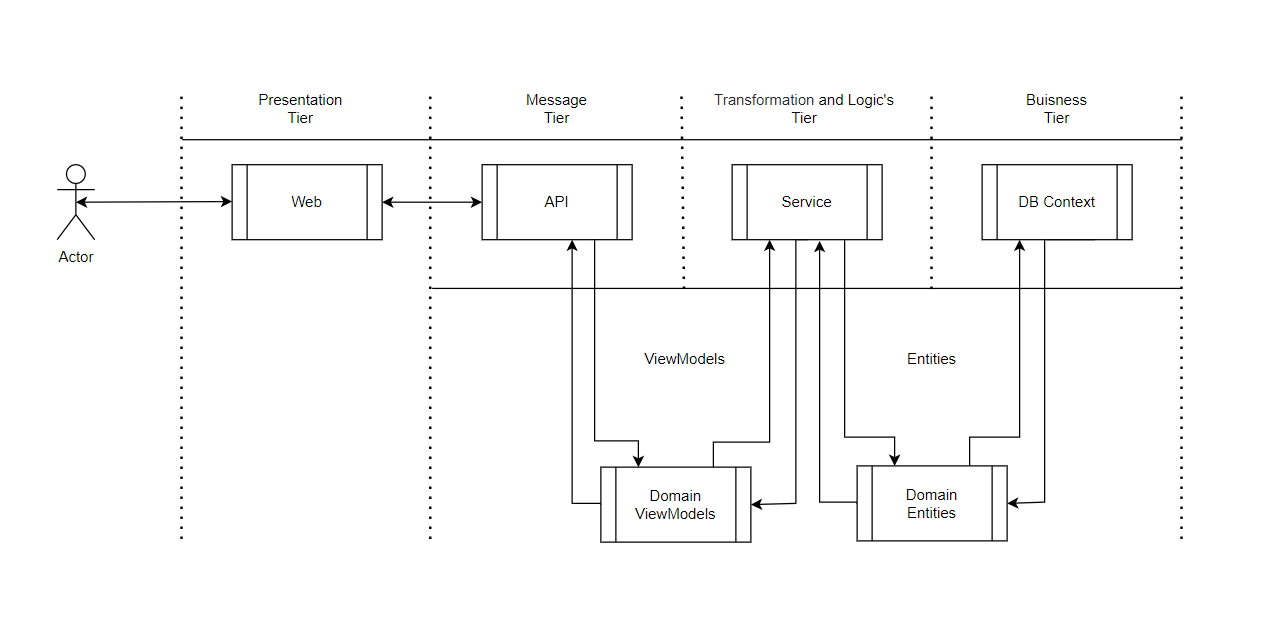 Presentation
Tier
Message
Tier
Transformation and Logic's
Tier
Buisness
Tier
Web
API
Service
DB Context
Actor
ViewModels
Entities
Domain
ViewModels
Domain
Entities